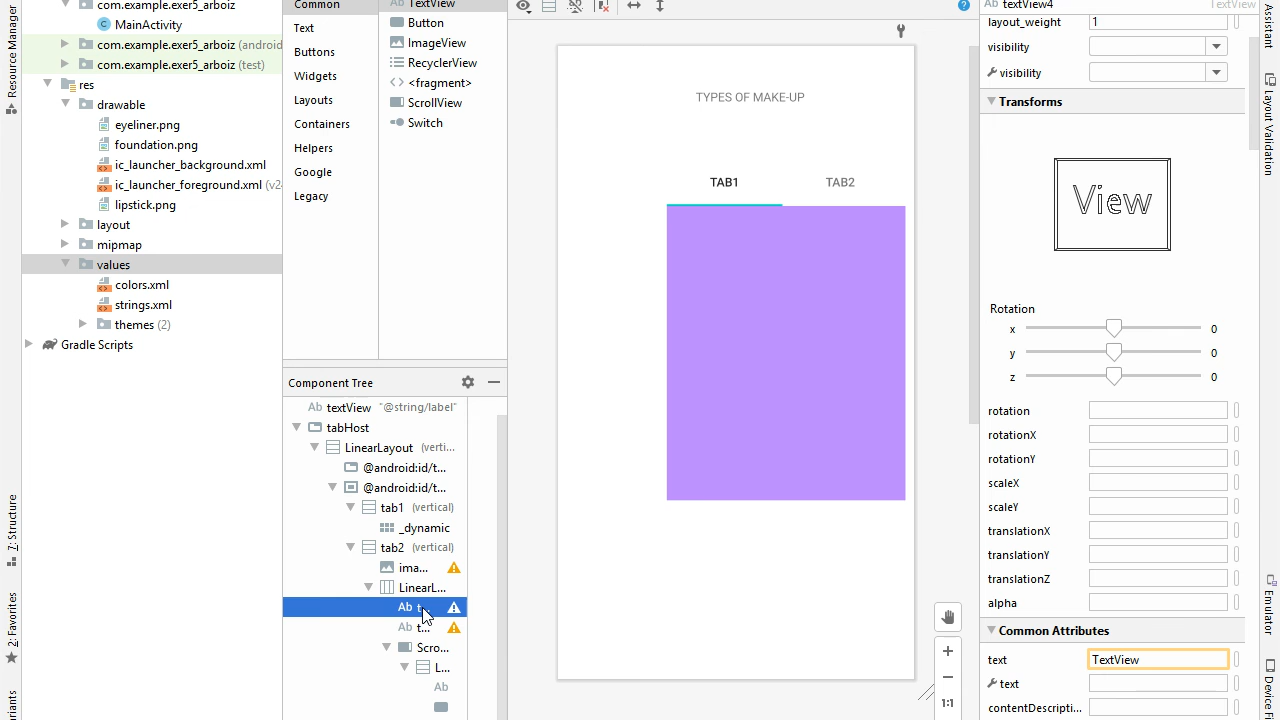 Resource Manager
7: Structure
2: Favorites
com.example.exer5_arboiz
MainActivity
com.example.exer5_arboiz (android
com.example.exer5_arboiz (test)
res
drawable
eyeliner.png
foundation.png
ic_launcher_background.xml
ic_launcher_foreground.xml (v2
lipstick.png
layout
mipmap
values
colors.xml
strings.xml
themes (2)
Gradle Scripts
Common
Text
Buttons
Widgets
Layouts
Containers
Helpers
Google
Legacy
Ab TextView
Button
ImageView
RecyclerView
<fragment>
ScrollView
Switch
Component Tree
Ab textView "@string/label"
tabHost
LinearLayout (verti...
@android:id/t...
@android:id/t...
tab1 (vertical)
_dynamic
tab2 (vertical)
ima...
LinearL...
Ab t...
Ab t...
Scro...
L...
Ab
TYPES OF MAKE-UP
TAB1 TAB2
1:1
Ab textView4 TextView
layout_weight 1
visibility
visibility
Transforms
View
Rotation
x 0
y 0
z 0
rotation
rotationX
rotationY
scaleX
scaleY
translationX
translationY
translationZ
alpha
Common Attributes
text TextView
text
contentDescripti...
Assistant
Layout Validation
Emulator